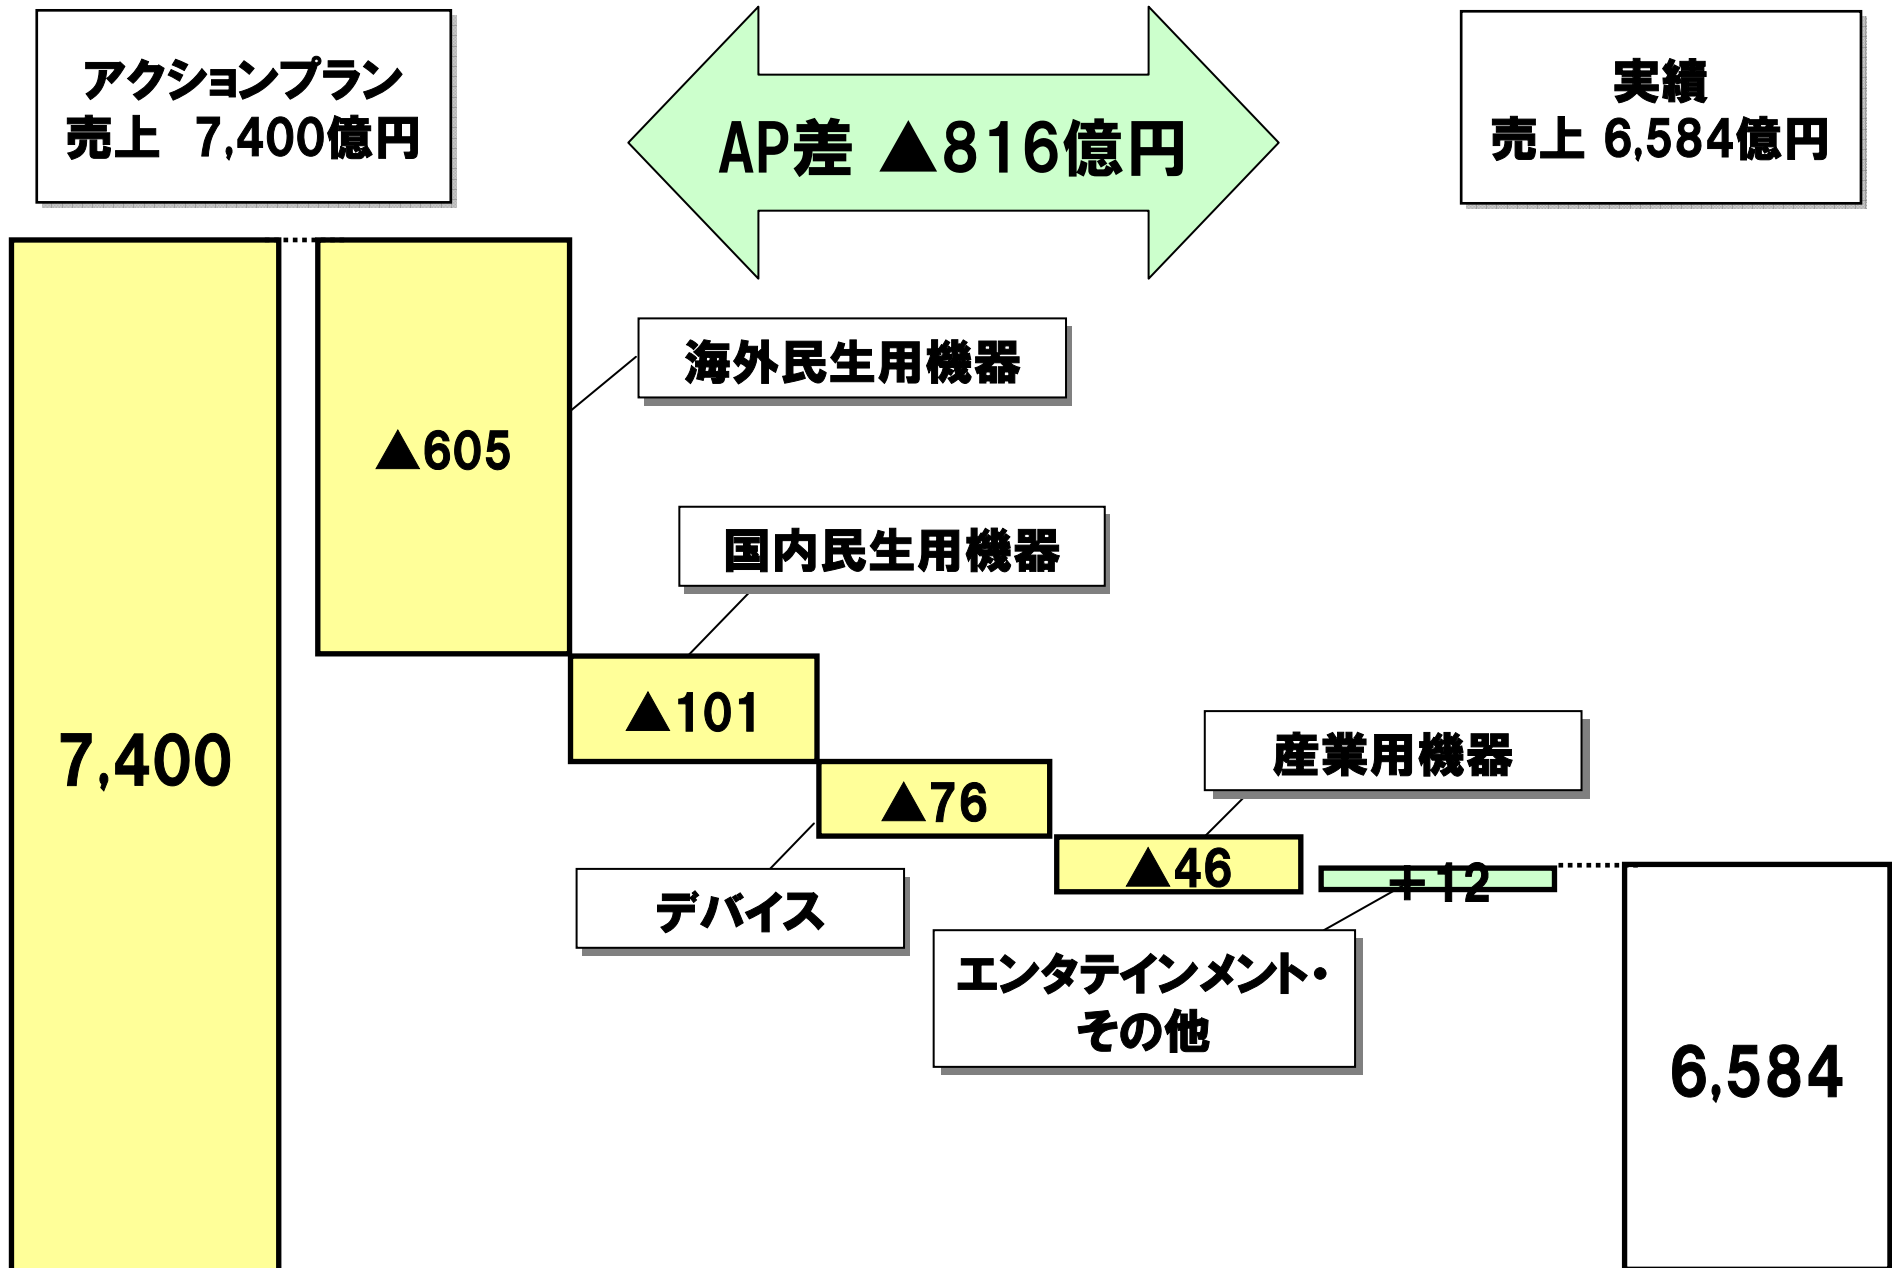 アクションプラン
売上 7,400億円
AP差 ▲816億円
実績
売上 6,584億円
海外民生用機器
▲605
国内民生用機器
▲101
7,400
▲76
産業用機器
▲46
+12
デバイス
エンタテインメント・
その他
6,584